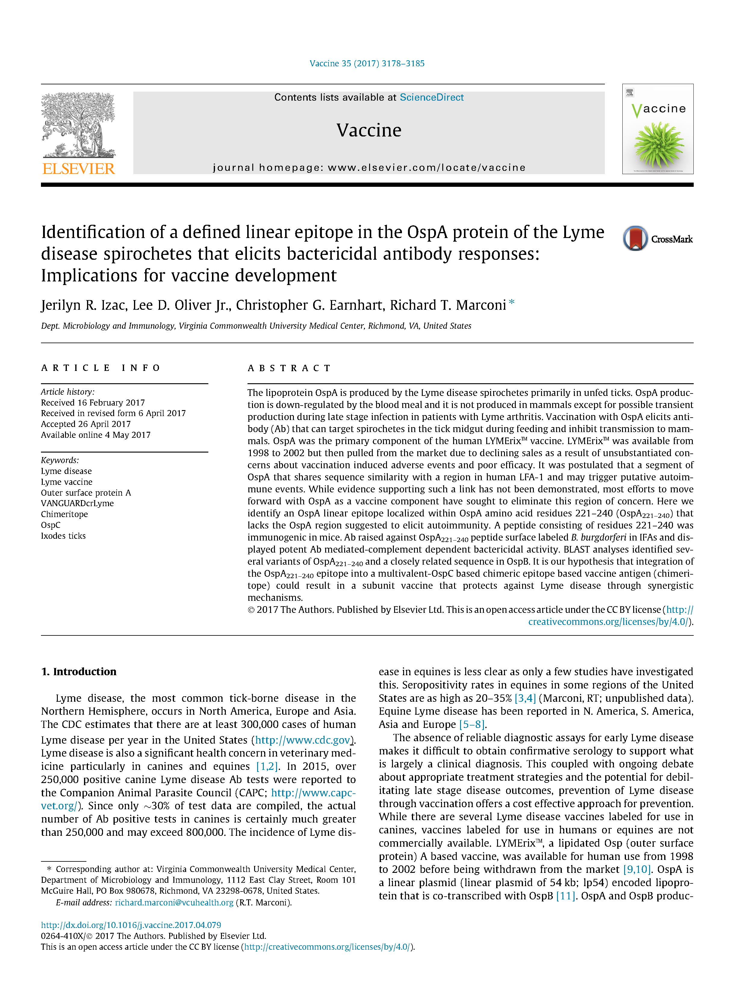 Vaccine 35 (2017) 3178–3185
Contents lists available at ScienceDirect
Vaccine
journal homepage: www.elsevier.com/locate/vaccine
NON SOLUS
ELSEVIER
Vaccine
Identification of a defined linear epitope in the OspA protein of the Lyme
disease spirochetes that elicits bactericidal antibody responses:
Implications for vaccine development
CrossMark
Jerilyn R. Izac, Lee D. Oliver Jr., Christopher G. Earnhart, Richard T. Marconi *
Dept. Microbiology and Immunology, Virginia Commonwealth University Medical Center, Richmond, VA, United States
ARTICLE INFO
Article history:
Received 16 February 2017
Received in revised form 6 April 2017
Accepted 26 April 2017
Available online 4 May 2017
Keywords:
Lyme disease
Lyme vaccine
Outer surface protein A
VANGUARDcrLyme
Chimeritope
OspC
Ixodes ticks
ABSTRACT
The lipoprotein OspA is produced by the Lyme disease spirochetes primarily in unfed ticks. OspA produc-
tion is down-regulated by the blood meal and it is not produced in mammals except for possible transient
production during late stage infection in patients with Lyme arthritis. Vaccination with OspA elicits anti-
body (Ab) that can target spirochetes in the tick midgut during feeding and inhibit transmission to mam-
mals. OspA was the primary component of the human LYMErix™ vaccine. LYMErix™ was available from
1998 to 2002 but then pulled from the market due to declining sales as a result of unsubstantiated con-
cerns about vaccination induced adverse events and poor efficacy. It was postulated that a segment of
OspA that shares sequence similarity with a region in human LFA-1 and may trigger putative autoim-
mune events. While evidence supporting such a link has not been demonstrated, most efforts to move
forward with OspA as a vaccine component have sought to eliminate this region of concern. Here we
identify an OspA linear epitope localized within OspA amino acid residues 221–240 (OspA221–240) that
lacks the OspA region suggested to elicit autoimmunity. A peptide consisting of residues 221–240 was
immunogenic in mice. Ab raised against OspA221–240 peptide surface labeled B. burgdorferi in IFAs and dis-
played potent Ab mediated-complement dependent bactericidal activity. BLAST analyses identified sev-
eral variants of OspA221–240 and a closely related sequence in OspB. It is our hypothesis that integration of
the OspA221–240 epitope into a multivalent-OspC based chimeric epitope based vaccine antigen (chimeri-
tope) could result in a subunit vaccine that protects against Lyme disease through synergistic
mechanisms.
© 2017 The Authors. Published by Elsevier Ltd. This is an open access article under the CC BY license (http://
creativecommons.org/licenses/by/4.0/).
1. Introduction
Lyme disease, the most common tick-borne disease in the
Northern Hemisphere, occurs in North America, Europe and Asia.
The CDC estimates that there are at least 300,000 cases of human
Lyme disease per year in the United States (http://www.cdc.gov).
Lyme disease is also a significant health concern in veterinary med-
icine particularly in canines and equines [1,2]. In 2015, over
250,000 positive canine Lyme disease Ab tests were reported to
the Companion Animal Parasite Council (CAPC; http://www.capc-
vet.org/). Since only ~30% of test data are compiled, the actual
number of Ab positive tests in canines is certainly much greater
than 250,000 and may exceed 800,000. The incidence of Lyme dis-
* Corresponding author at: Virginia Commonwealth University Medical Center,
Department of Microbiology and Immunology, 1112 East Clay Street, Room 101
McGuire Hall, PO Box 980678, Richmond, VA 23298-0678, United States.
E-mail address: richard.marconi@vcuhealth.org (R.T. Marconi).
ease in equines is less clear as only a few studies have investigated
this. Seropositivity rates in equines in some regions of the United
States are as high as 20–35% [3,4] (Marconi, RT; unpublished data).
Equine Lyme disease has been reported in N. America, S. America,
Asia and Europe [5–8].
The absence of reliable diagnostic assays for early Lyme disease
makes it difficult to obtain confirmative serology to support what
is largely a clinical diagnosis. This coupled with ongoing debate
about appropriate treatment strategies and the potential for debil-
itating late stage disease outcomes, prevention of Lyme disease
through vaccination offers a cost effective approach for prevention.
While there are several Lyme disease vaccines labeled for use in
canines, vaccines labeled for use in humans or equines are not
commercially available. LYMErix™, a lipidated Osp (outer surface
protein) A based vaccine, was available for human use from 1998
to 2002 before being withdrawn from the market [9,10]. OspA is
a linear plasmid (linear plasmid of 54 kb; lp54) encoded lipopro-
tein that is co-transcribed with OspB [11]. OspA and OspB produc-
http://dx.doi.org/10.1016/j.vaccine.2017.04.079
0264-410X/© 2017 The Authors. Published by Elsevier Ltd.
This is an open access article under the CC BY license (http://creativecommons.org/licenses/by/4.0/).